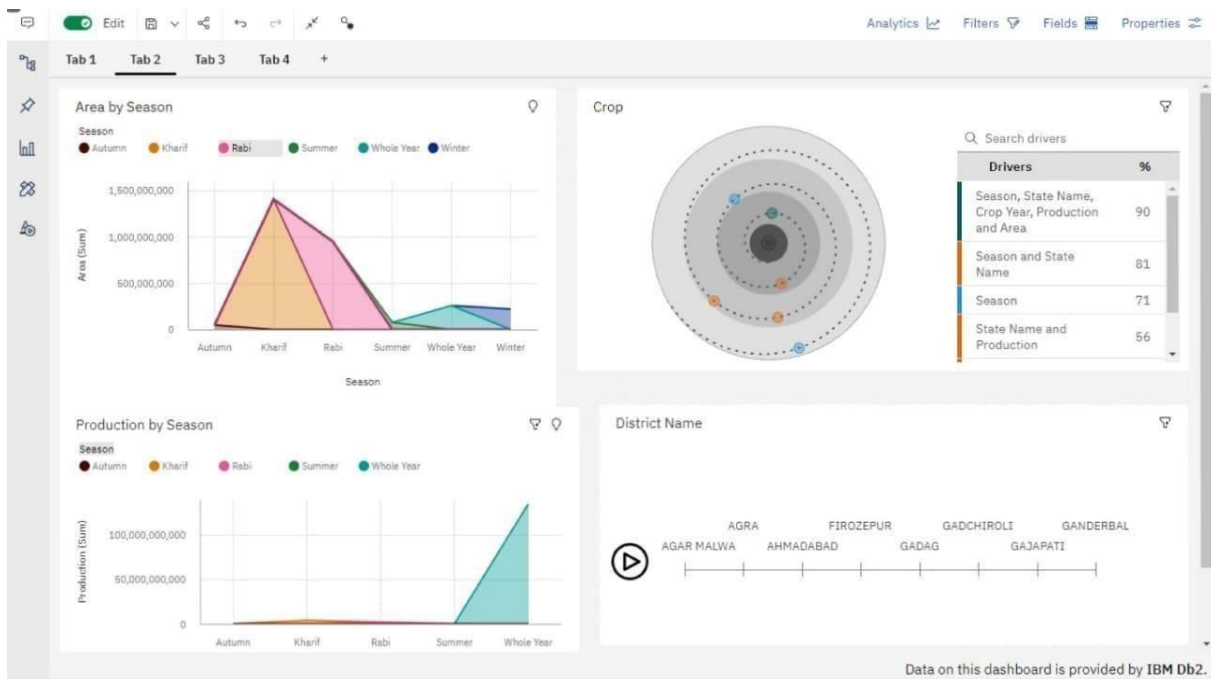 Edit
Analytics
Filters
Fields
Properties
Tab 1 Tab 2 Tab 3 Tab 4 +
Area by Season
Season
Autumn Kharif Rabi Summer Whole Year Winter
Area (Sum)
1,500,000,000
1,000,000,000
500,000,000
0
Autumn Kharif Rabi Summer Whole Year Winter
Season
Crop
Search drivers
Drivers %
Season, State Name,
Crop Year, Production 90
and Area
Season and State 81
Name
Season 71
State Name and 56
Production
Production by Season
Season
Autumn Kharif Rabi Summer Whole Year
Production (Sum)
100,000,000,000
50,000,000,000
0
Autumn Kharif Rabi Summer Whole Year
District Name
AGRA FIROZEPUR GADCHIROLI GANDERBAL
AGAR MALWA AHMADABAD GADAG GAJAPATI
Data on this dashboard is provided by IBM Db2.